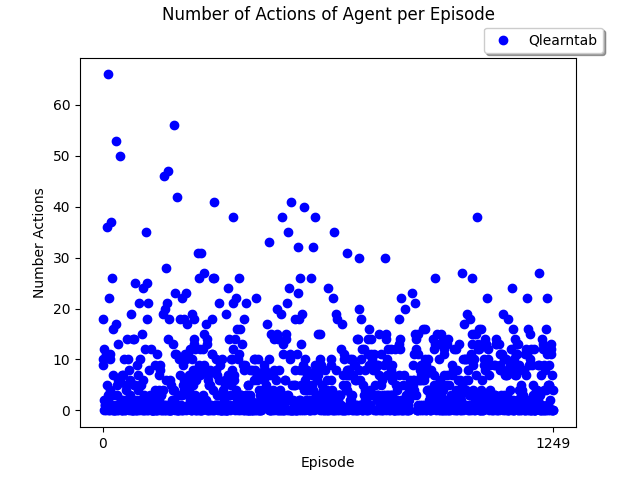 Number of Actions of Agent per Episode
Qlearntab
Number Actions
60
50
40
30
20
10
0
0
1249
Episode